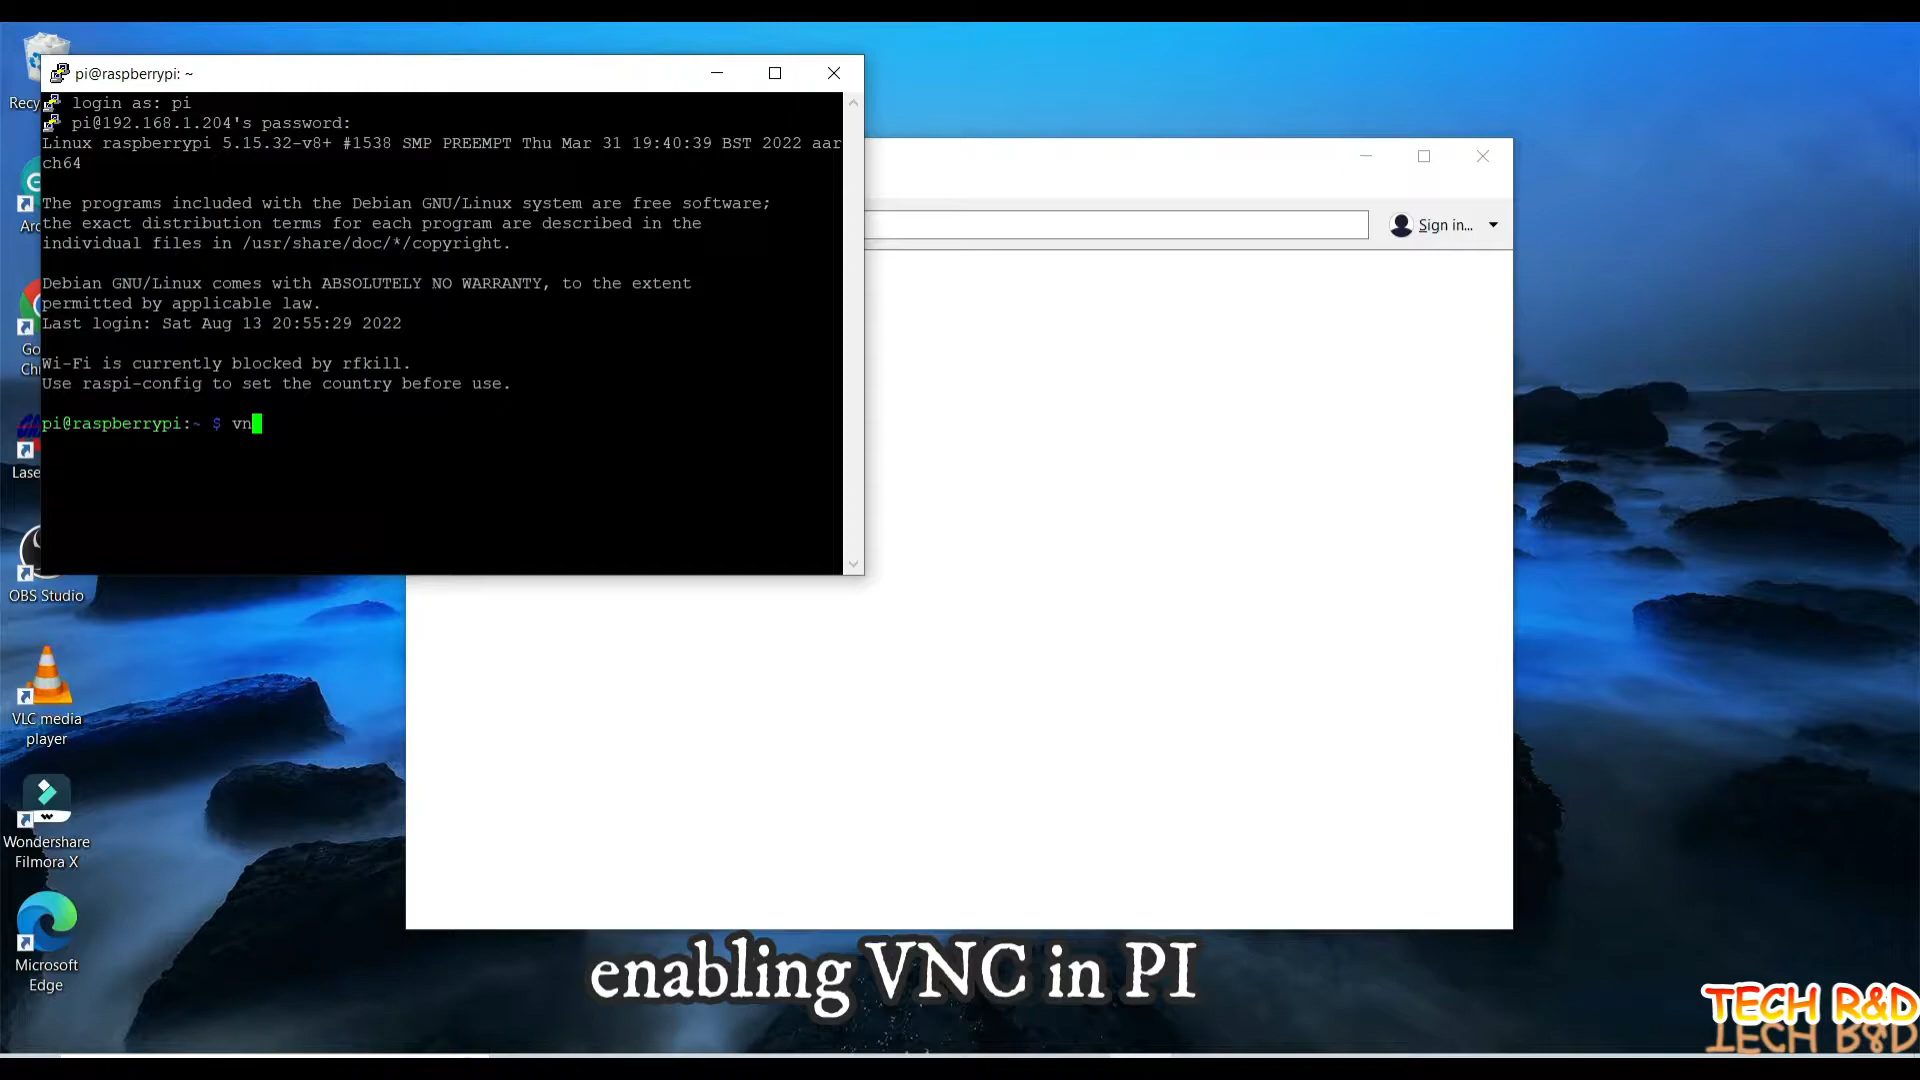 pi@raspberrypi: ~
login as: pi
pi@192.168.1.204's password:
Linux raspberrypi 5.15.32-v8+ #1538 SMP PREEMPT Thu Mar 31 19:40:39 BST 2022 aar
ch64
The programs included with the Debian GNU/Linux system are free software;
the exact distribution terms for each program are described in the
individual files in /usr/share/doc/*/copyright.
Debian GNU/Linux comes with ABSOLUTELY NO WARRANTY, to the extent
permitted by applicable law.
Last login: Sat Aug 13 20:55:29 2022
Wi-Fi is currently blocked by rfkill.
Use raspi-config to set the country before use.
pi@raspberrypi:~ $ vn
Sign in...
Recy
Ard
Go
Ch
Lase
OBS Studio
VLC media
player
Wondershare
Filmora X
Microsoft
Edge
enabling VNC in PI
TECH R&D